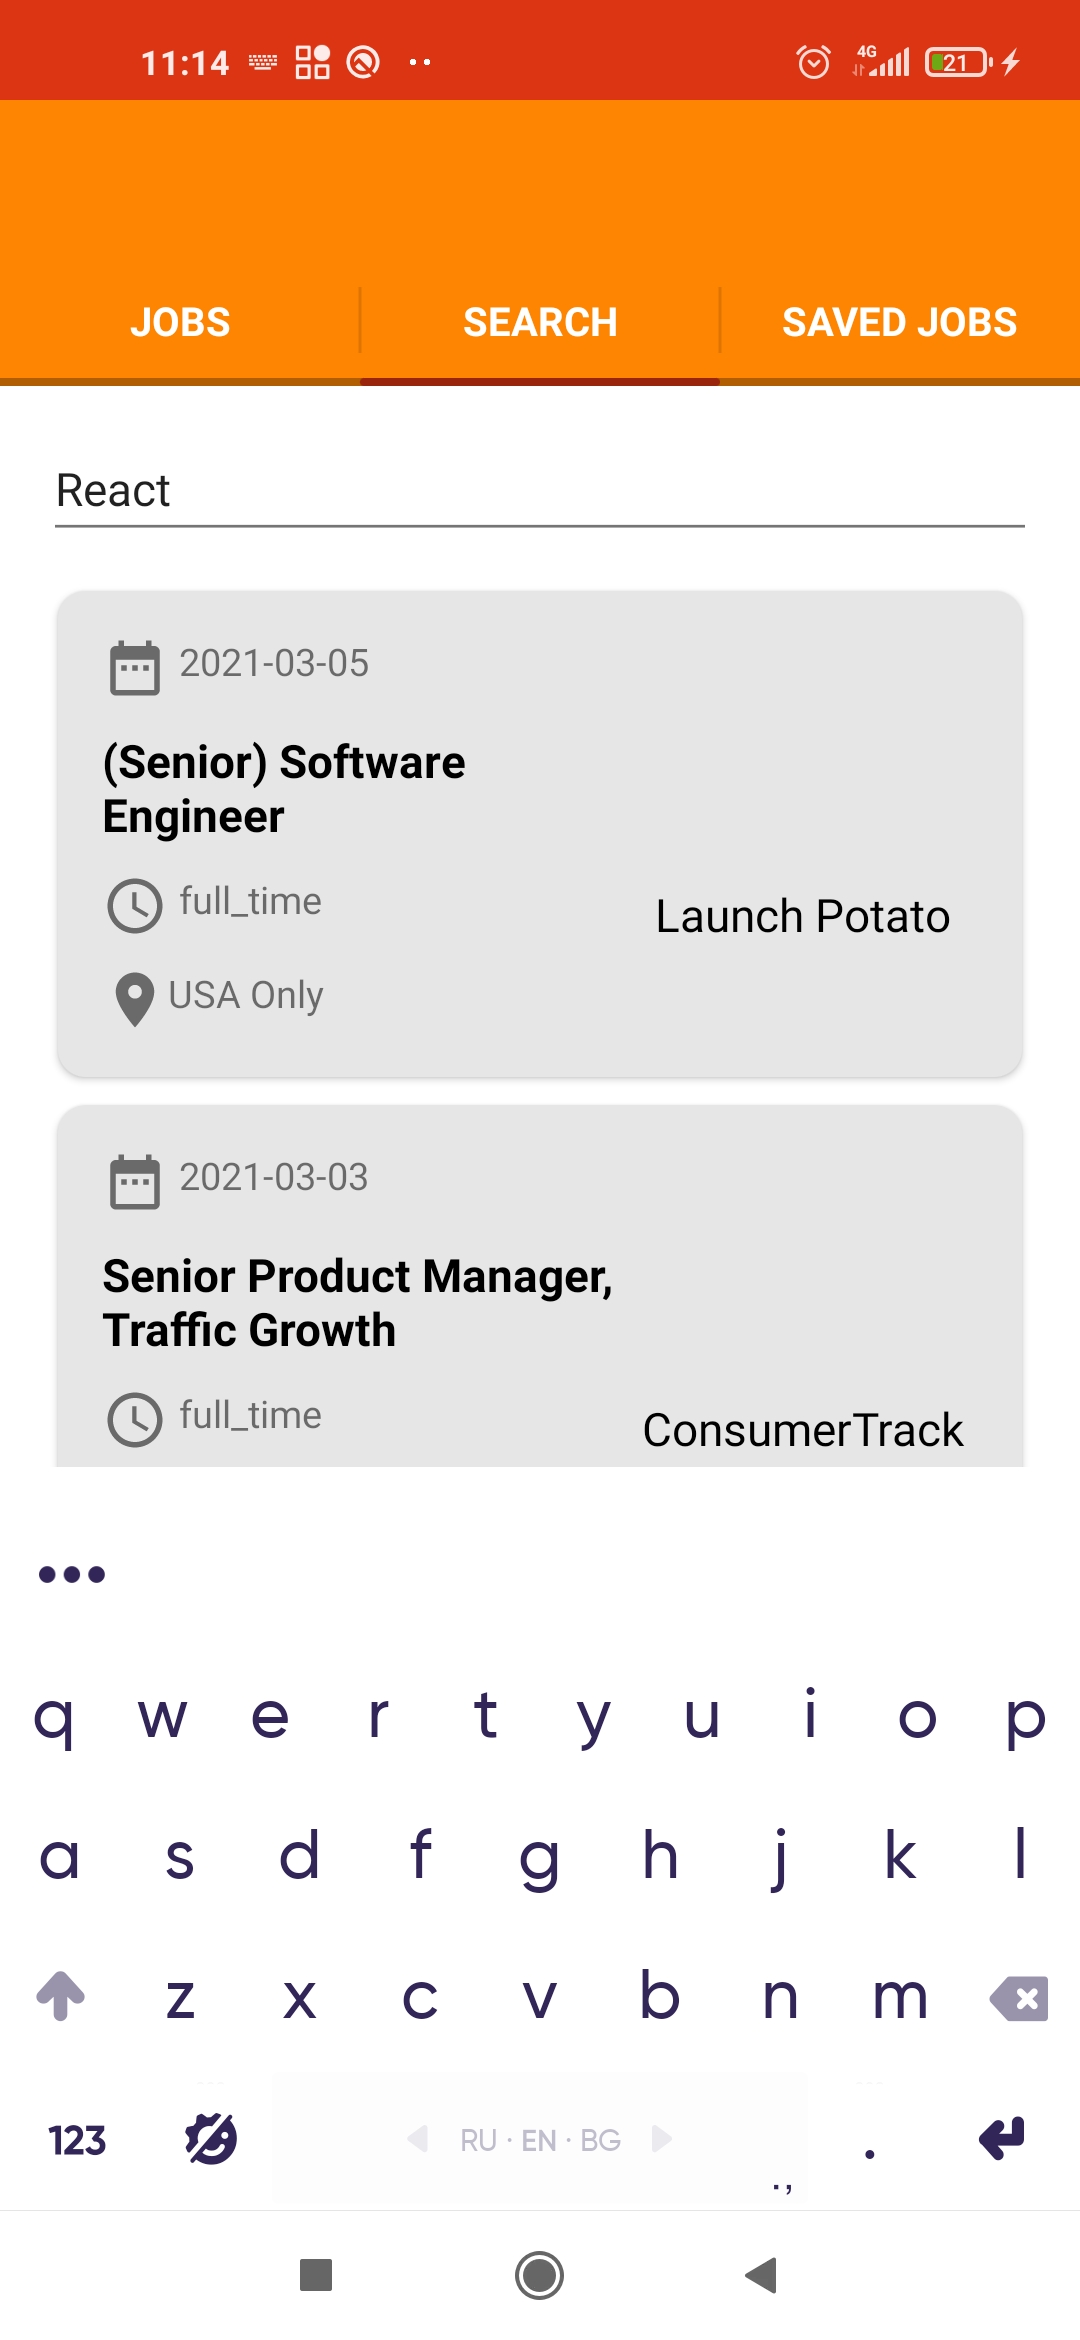 11:14 4G 21
JOBS SEARCH SAVED JOBS
React
2021-03-05
(Senior) Software
Engineer
full_time
Launch Potato
USA Only
2021-03-03
Senior Product Manager,
Traffic Growth
full_time
ConsumerTrack
q w e r t y u i o p
a s d f g h j k l
z x c v b n m
123 RU · EN · BG ., .